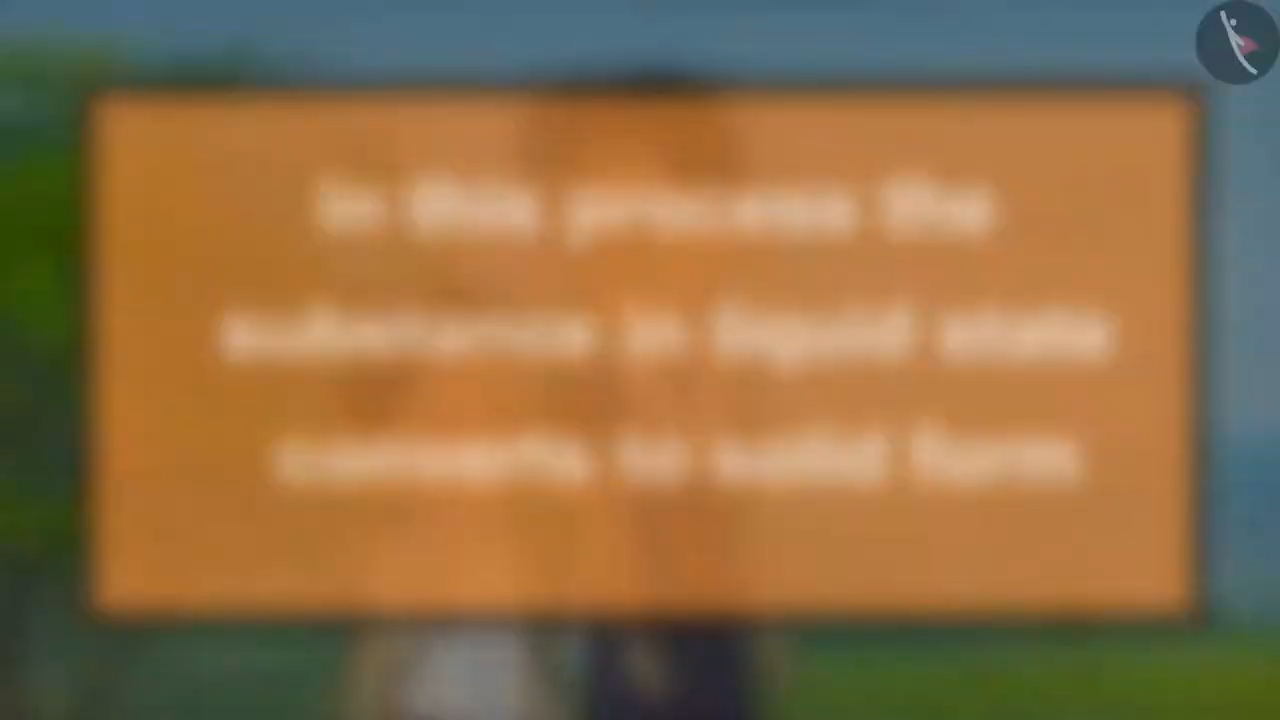 In this process the
substance in liquid state
converts to solid form